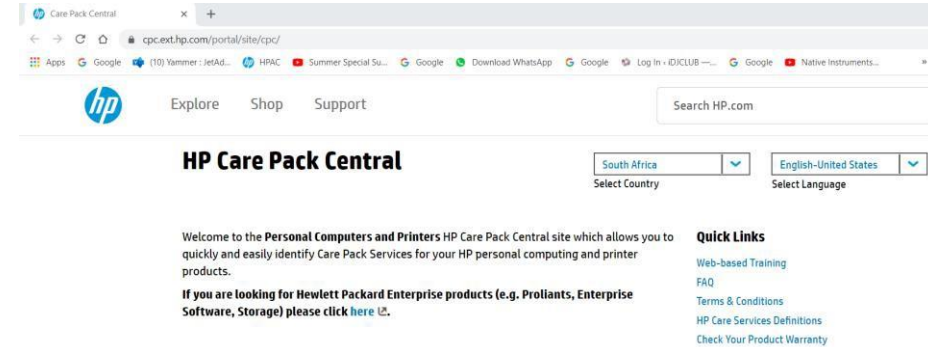 Care Pack Central
cpc.ext.hp.com/portal/site/cpc/
Apps Google (10) Yammer : JetAd... HPAC Summer Special Su... Google Download WhatsApp Google Log In ‹ iDJCLUB —... Google Native Instruments... »
hp Explore Shop Support Search HP.com
HP Care Pack Central
South Africa English-United States
Select Country Select Language
Welcome to the Personal Computers and Printers HP Care Pack Central site which allows you to
quickly and easily identify Care Pack Services for your HP personal computing and printer
products.
If you are looking for Hewlett Packard Enterprise products (e.g. Proliants, Enterprise
Software, Storage) please click here.
Quick Links
Web-based Training
FAQ
Terms & Conditions
HP Care Services Definitions
Check Your Product Warranty